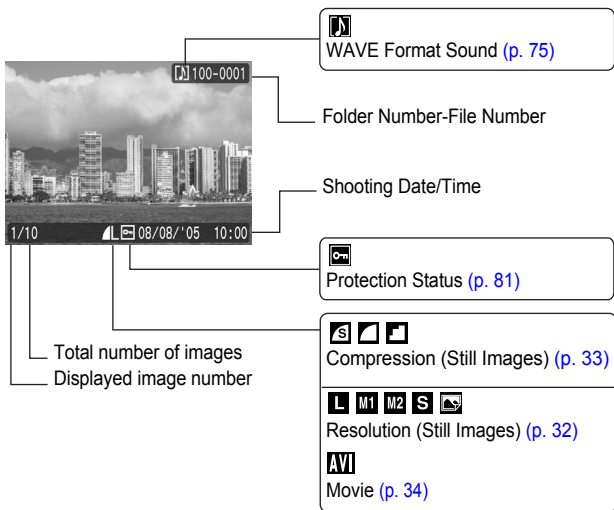 WAVE Format Sound (p. 75)
100-0001
Folder Number-File Number
Shooting Date/Time
1/10 L 08/08/'05 10:00
Protection Status (p. 81)
S
Compression (Still Images) (p. 33)
Total number of images
Displayed image number
L M1 M2 S
Resolution (Still Images) (p. 32)
AVI
Movie (p. 34)